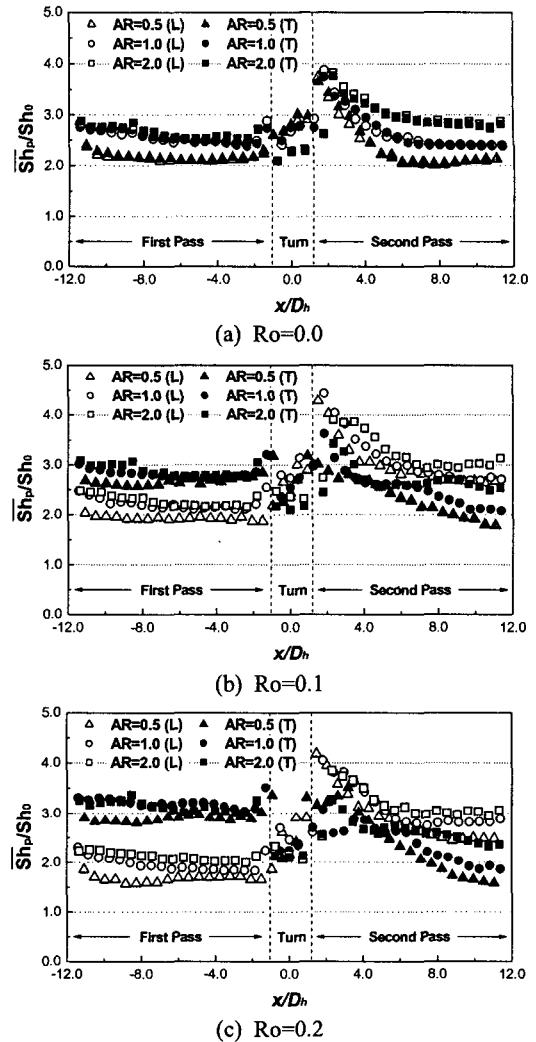 △ AR=0.5 (L) ▲ AR=0.5 (T)
○ AR=1.0 (L) ● AR=1.0 (T)
□ AR=2.0 (L) ■ AR=2.0 (T)
5.0
4.0
3.0
2.0
1.0
0.0
Shp/Sh0
First Pass Turn Second Pass
-12.0 -8.0 -4.0 0.0 4.0 8.0 12.0
x/Dh
(a) Ro=0.0
△ AR=0.5 (L) ▲ AR=0.5 (T)
○ AR=1.0 (L) ● AR=1.0 (T)
□ AR=2.0 (L) ■ AR=2.0 (T)
5.0
4.0
3.0
2.0
1.0
0.0
Shp/Sh0
First Pass Turn Second Pass
-12.0 -8.0 -4.0 0.0 4.0 8.0 12.0
x/Dh
(b) Ro=0.1
△ AR=0.5 (L) ▲ AR=0.5 (T)
○ AR=1.0 (L) ● AR=1.0 (T)
□ AR=2.0 (L) ■ AR=2.0 (T)
5.0
4.0
3.0
2.0
1.0
0.0
Shp/Sh0
First Pass Turn Second Pass
-12.0 -8.0 -4.0 0.0 4.0 8.0 12.0
x/Dh
(c) Ro=0.2